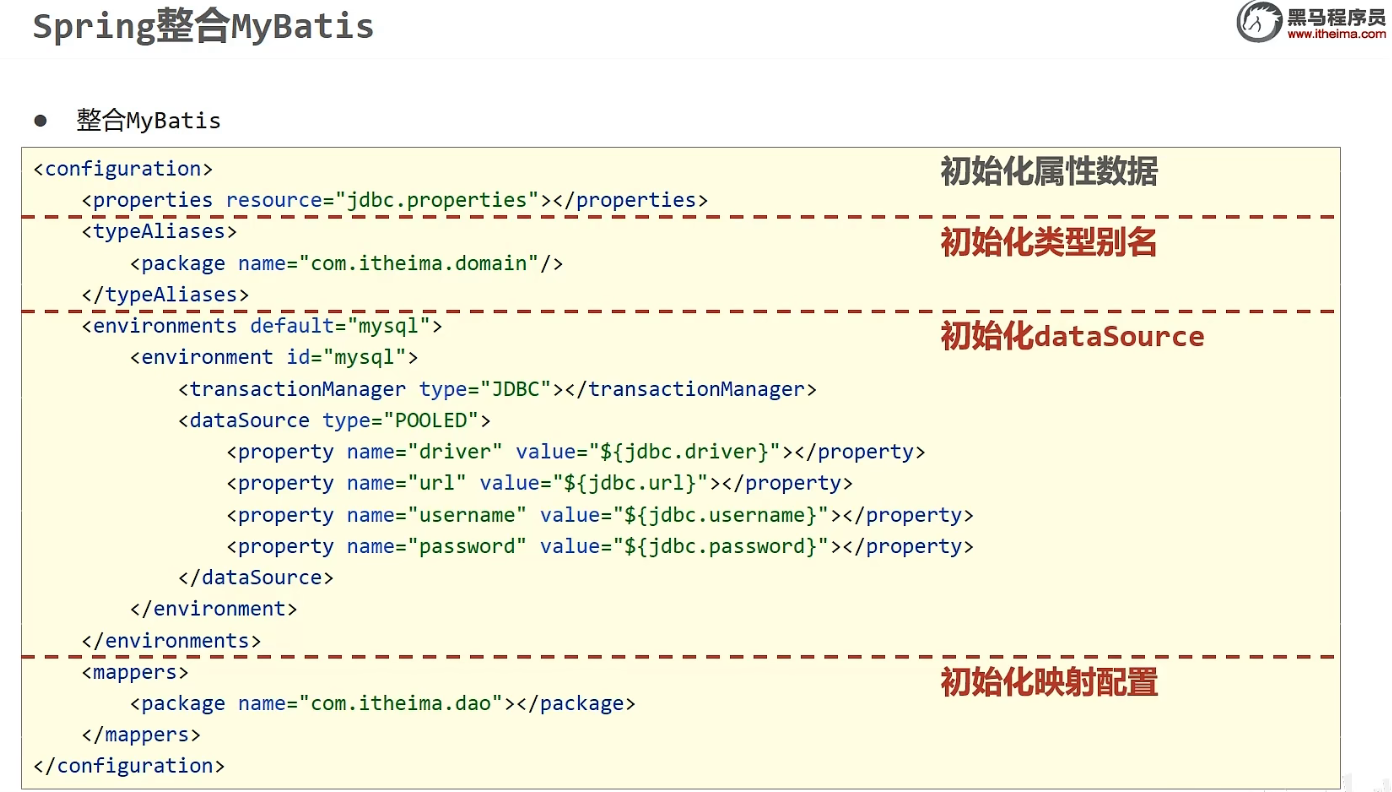 Spring整合MyBatis
黑马程序员
www.itheima.com
● 整合MyBatis
<configuration>
初始化属性数据
    <properties resource="jdbc.properties"></properties>
    <typeAliases>
初始化类型别名
        <package name="com.itheima.domain"/>
    </typeAliases>
    <environments default="mysql">
初始化dataSource
        <environment id="mysql">
            <transactionManager type="JDBC"></transactionManager>
            <dataSource type="POOLED">
                <property name="driver" value="${jdbc.driver}"></property>
                <property name="url" value="${jdbc.url}"></property>
                <property name="username" value="${jdbc.username}"></property>
                <property name="password" value="${jdbc.password}"></property>
            </dataSource>
        </environment>
    </environments>
    <mappers>
初始化映射配置
        <package name="com.itheima.dao"></package>
    </mappers>
</configuration>